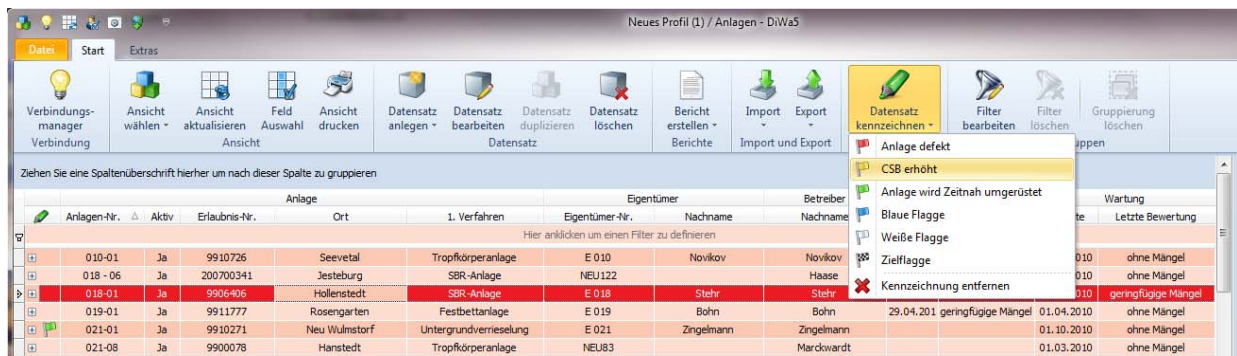 Neues Profil (1) / Anlagen - DiWa5
Datei Start Extras
Verbindungs-
manager
Ansicht
wählen
Ansicht
aktualisieren
Feld
Auswahl
Ansicht
drucken
Datensatz
anlegen
Datensatz
bearbeiten
Datensatz
duplizieren
Datensatz
löschen
Bericht
erstellen
Import
Export
Datensatz
kennzeichnen
Filter
bearbeiten
Filter
löschen
Gruppierung
löschen
Verbindung Ansicht Datensatz Berichte Import und Export ppen
Anlage defekt
CSB erhöht
Anlage wird Zeitnah umgerüstet
Blaue Flagge
Weiße Flagge
Zielflagge
Kennzeichnung entfernen
Ziehen Sie eine Spaltenüberschrift hierher um nach dieser Spalte zu gruppieren
Anlage Eigentümer Betreiber Wartung
Anlagen-Nr. Aktiv Erlaubnis-Nr. Ort 1. Verfahren Eigentümer-Nr. Nachname Nachname te Letzte Bewertung
Hier anklicken um einen Filter zu definieren
010-01 Ja 9910726 Seevetal Tropfkörperanlage E 010 Novikov Novikov 010 ohne Mängel
018 - 06 Ja 200700341 Jesteburg SBR-Anlage NEU122 Haase 010 ohne Mängel
018-01 Ja 9906406 Hollenstedt SBR-Anlage E 018 Stehr Stehr 010 geringfügige Mängel
019-01 Ja 9911777 Rosengarten Festbettanlage E 019 Bohn Bohn 29.04.201 geringfügige Mängel 01.04.2010 ohne Mängel
021-01 Ja 9910271 Neu Wulmstorf Untergrundverrieselung E 021 Zingelmann Zingelmann 01.10.2010 ohne Mängel
021-08 Ja 9900078 Hanstedt Tropfkörperanlage NEU83 Marckwardt 01.03.2010 ohne Mängel